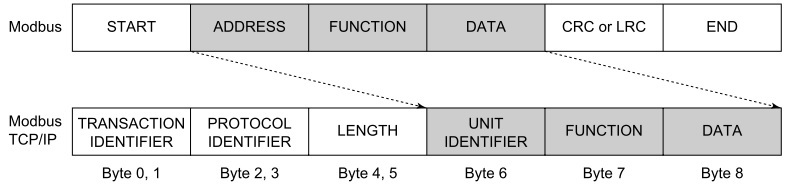 Modbus START ADDRESS FUNCTION DATA CRC or LRC END
Modbus TCP/IP
TRANSACTION IDENTIFIER
PROTOCOL IDENTIFIER
LENGTH
UNIT IDENTIFIER
FUNCTION
DATA
Byte 0, 1 Byte 2, 3 Byte 4, 5 Byte 6 Byte 7 Byte 8